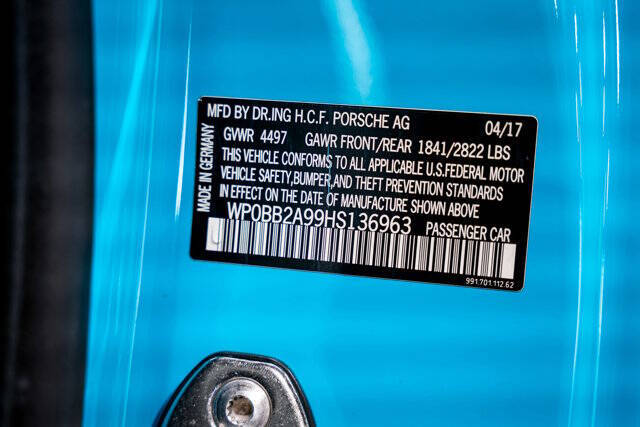 MFD BY DR.ING H.C.F. PORSCHE AG 04/17
GVWR 4497 GAWR FRONT/REAR 1841/2822 LBS
THIS VEHICLE CONFORMS TO ALL APPLICABLE U.S.FEDERAL MOTOR
VEHICLE SAFETY,BUMPER,AND THEFT PREVENTION STANDARDS
IN EFFECT ON THE DATE OF MANUFACTURE SHOWN ABOVE
WP0BB2A99HS136963 PASSENGER CAR
MADE IN GERMANY
U
991.701.112.62